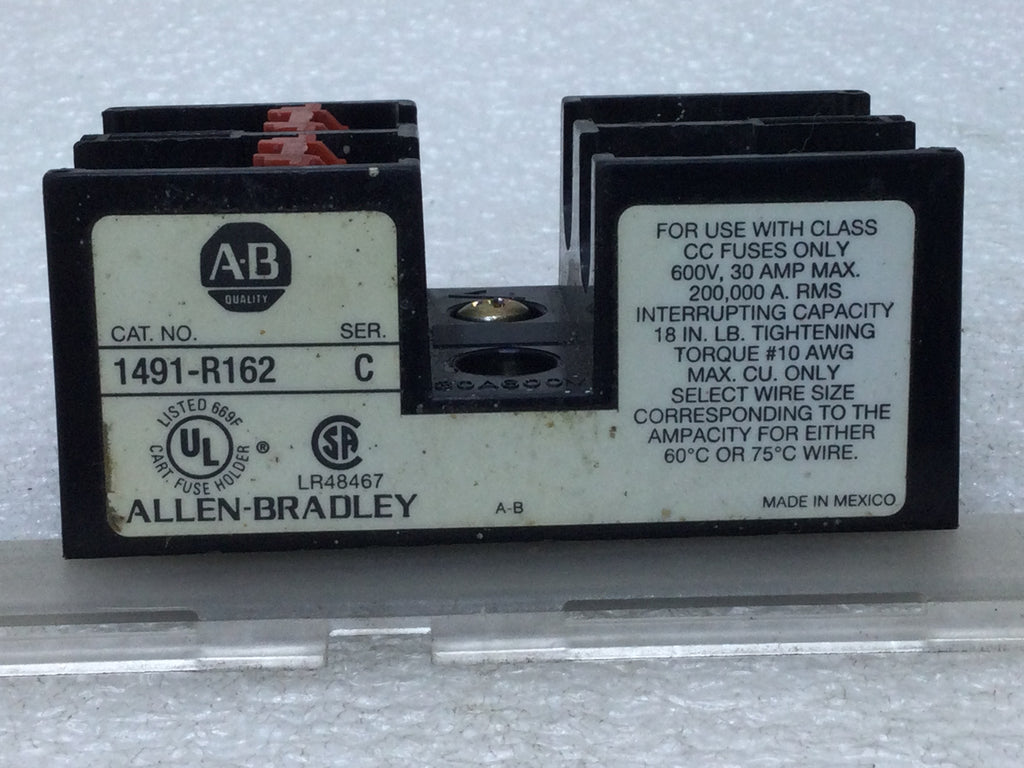 A-B
QUALITY
CAT. NO. SER.
1491-R162 C
LISTED 669F
UL ®
CART. FUSE HOLDER
SA
LR48467
ALLEN-BRADLEY
A-B
30A600V
FOR USE WITH CLASS
CC FUSES ONLY
600V, 30 AMP MAX.
200,000 A. RMS
INTERRUPTING CAPACITY
18 IN. LB. TIGHTENING
TORQUE #10 AWG
MAX. CU. ONLY
SELECT WIRE SIZE
CORRESPONDING TO THE
AMPACITY FOR EITHER
60°C OR 75°C WIRE.
MADE IN MEXICO